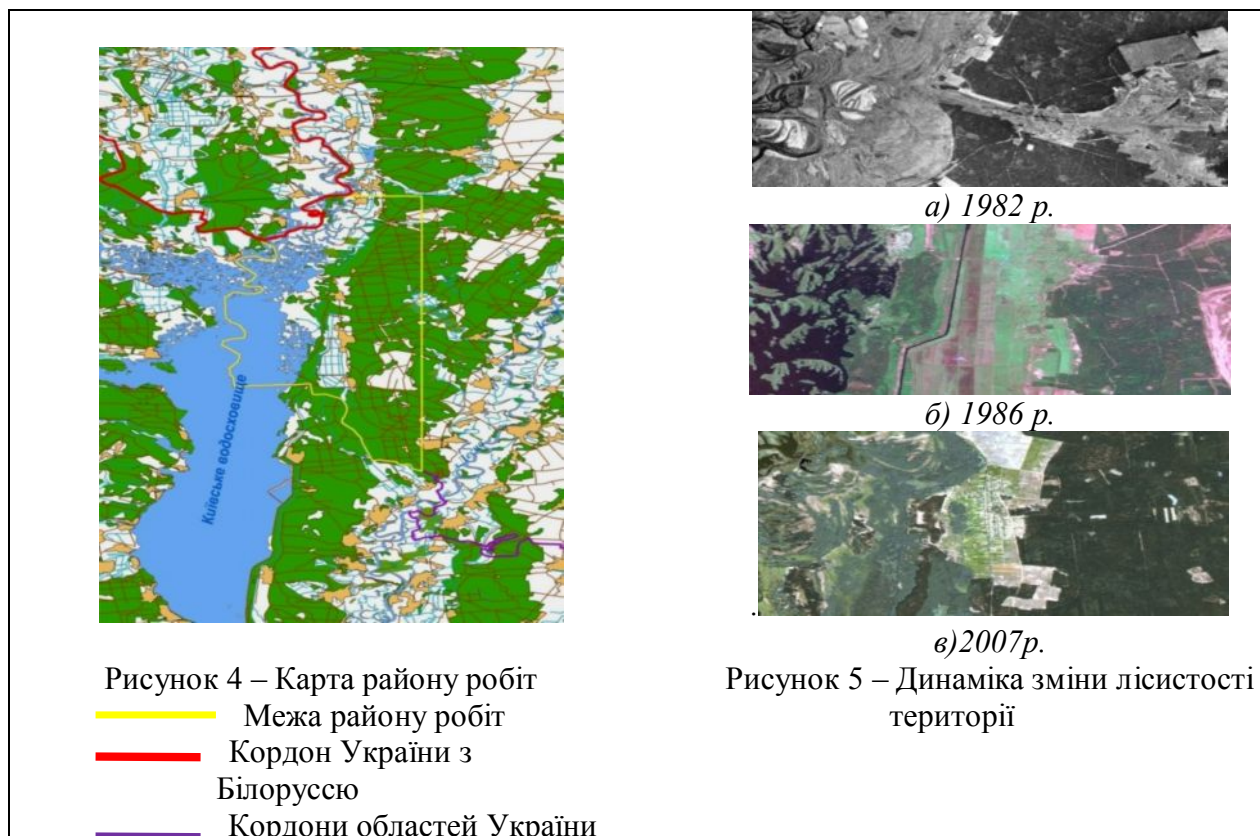 Київське водосховище
Рисунок 4 – Карта району робіт
Межа району робіт
Кордон України з
Білоруссю
Кордони областей України
а) 1982 р.
б) 1986 р.
.
в)2007р.
Рисунок 5 – Динаміка зміни лісистості
території